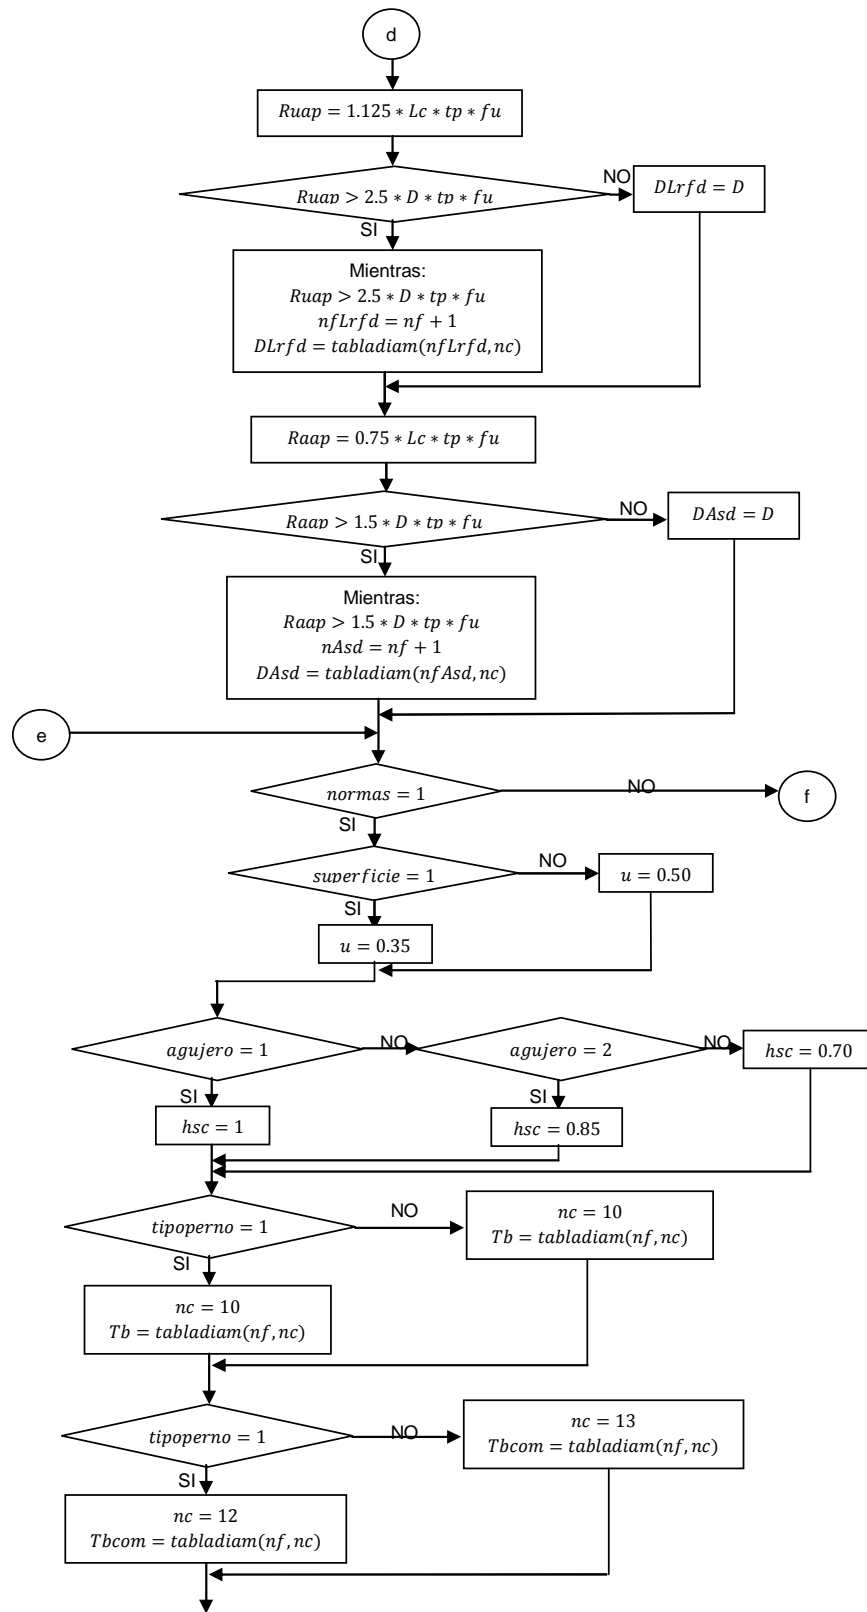 d
Ruap = 1.125 ∗ Lc ∗ tp ∗ fu
Ruap > 2.5 ∗ D ∗ tp ∗ fu
NO
DLrfd = D
SI
Mientras:
Ruap > 2.5 ∗ D ∗ tp ∗ fu
nfLrfd = nf + 1
DLrfd = tabladiam(nfLrfd, nc)
Raap = 0.75 ∗ Lc ∗ tp ∗ fu
Raap > 1.5 ∗ D ∗ tp ∗ fu
NO
DAsd = D
SI
Mientras:
Raap > 1.5 ∗ D ∗ tp ∗ fu
nAsd = nf + 1
DAsd = tabladiam(nfAsd, nc)
e
normas = 1
NO
f
SI
superficie = 1
NO
u = 0.50
SI
u = 0.35
agujero = 1
NO
agujero = 2
NO
hsc = 0.70
SI
SI
hsc = 1
hsc = 0.85
tipoperno = 1
NO
nc = 10
Tb = tabladiam(nf, nc)
SI
nc = 10
Tb = tabladiam(nf, nc)
tipoperno = 1
NO
nc = 13
Tbcom = tabladiam(nf, nc)
SI
nc = 12
Tbcom = tabladiam(nf, nc)